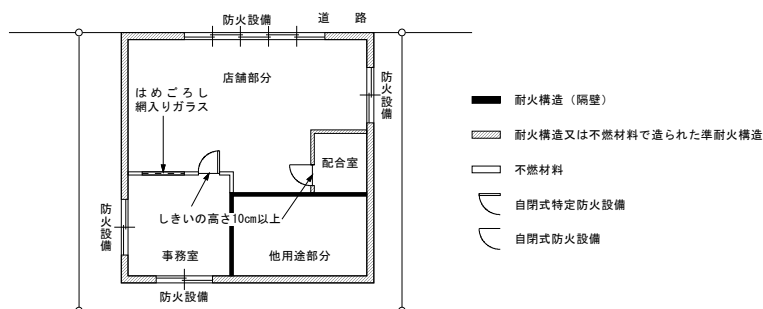 防火設備
道 路
店舗部分
はめごろし
網入りガラス
防火設備
配合室
しきいの高さ10cm以上
防火設備
事務室
他用途部分
防火設備
耐火構造（隔壁）
耐火構造又は不燃材料で造られた準耐火構造
不燃材料
自閉式特定防火設備
自閉式防火設備